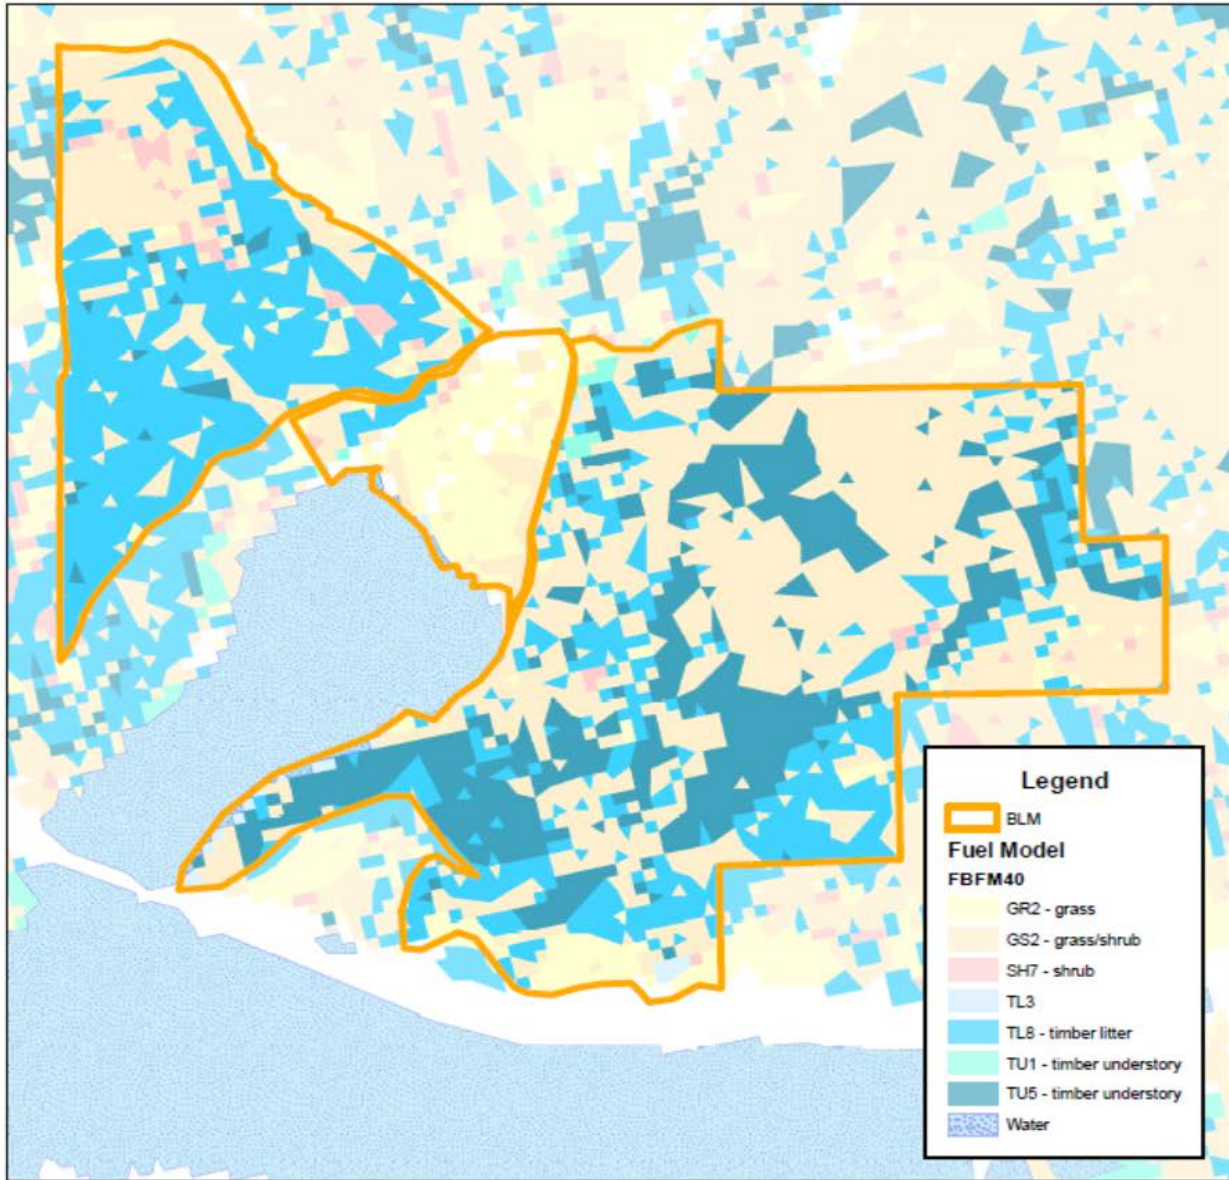 Legend
BLM
Fuel Model
FBFM40
GR2 - grass
GS2 - grass/shrub
SH7 - shrub
TL3
TL8 - timber litter
TU1 - timber understory
TU5 - timber understory
Water